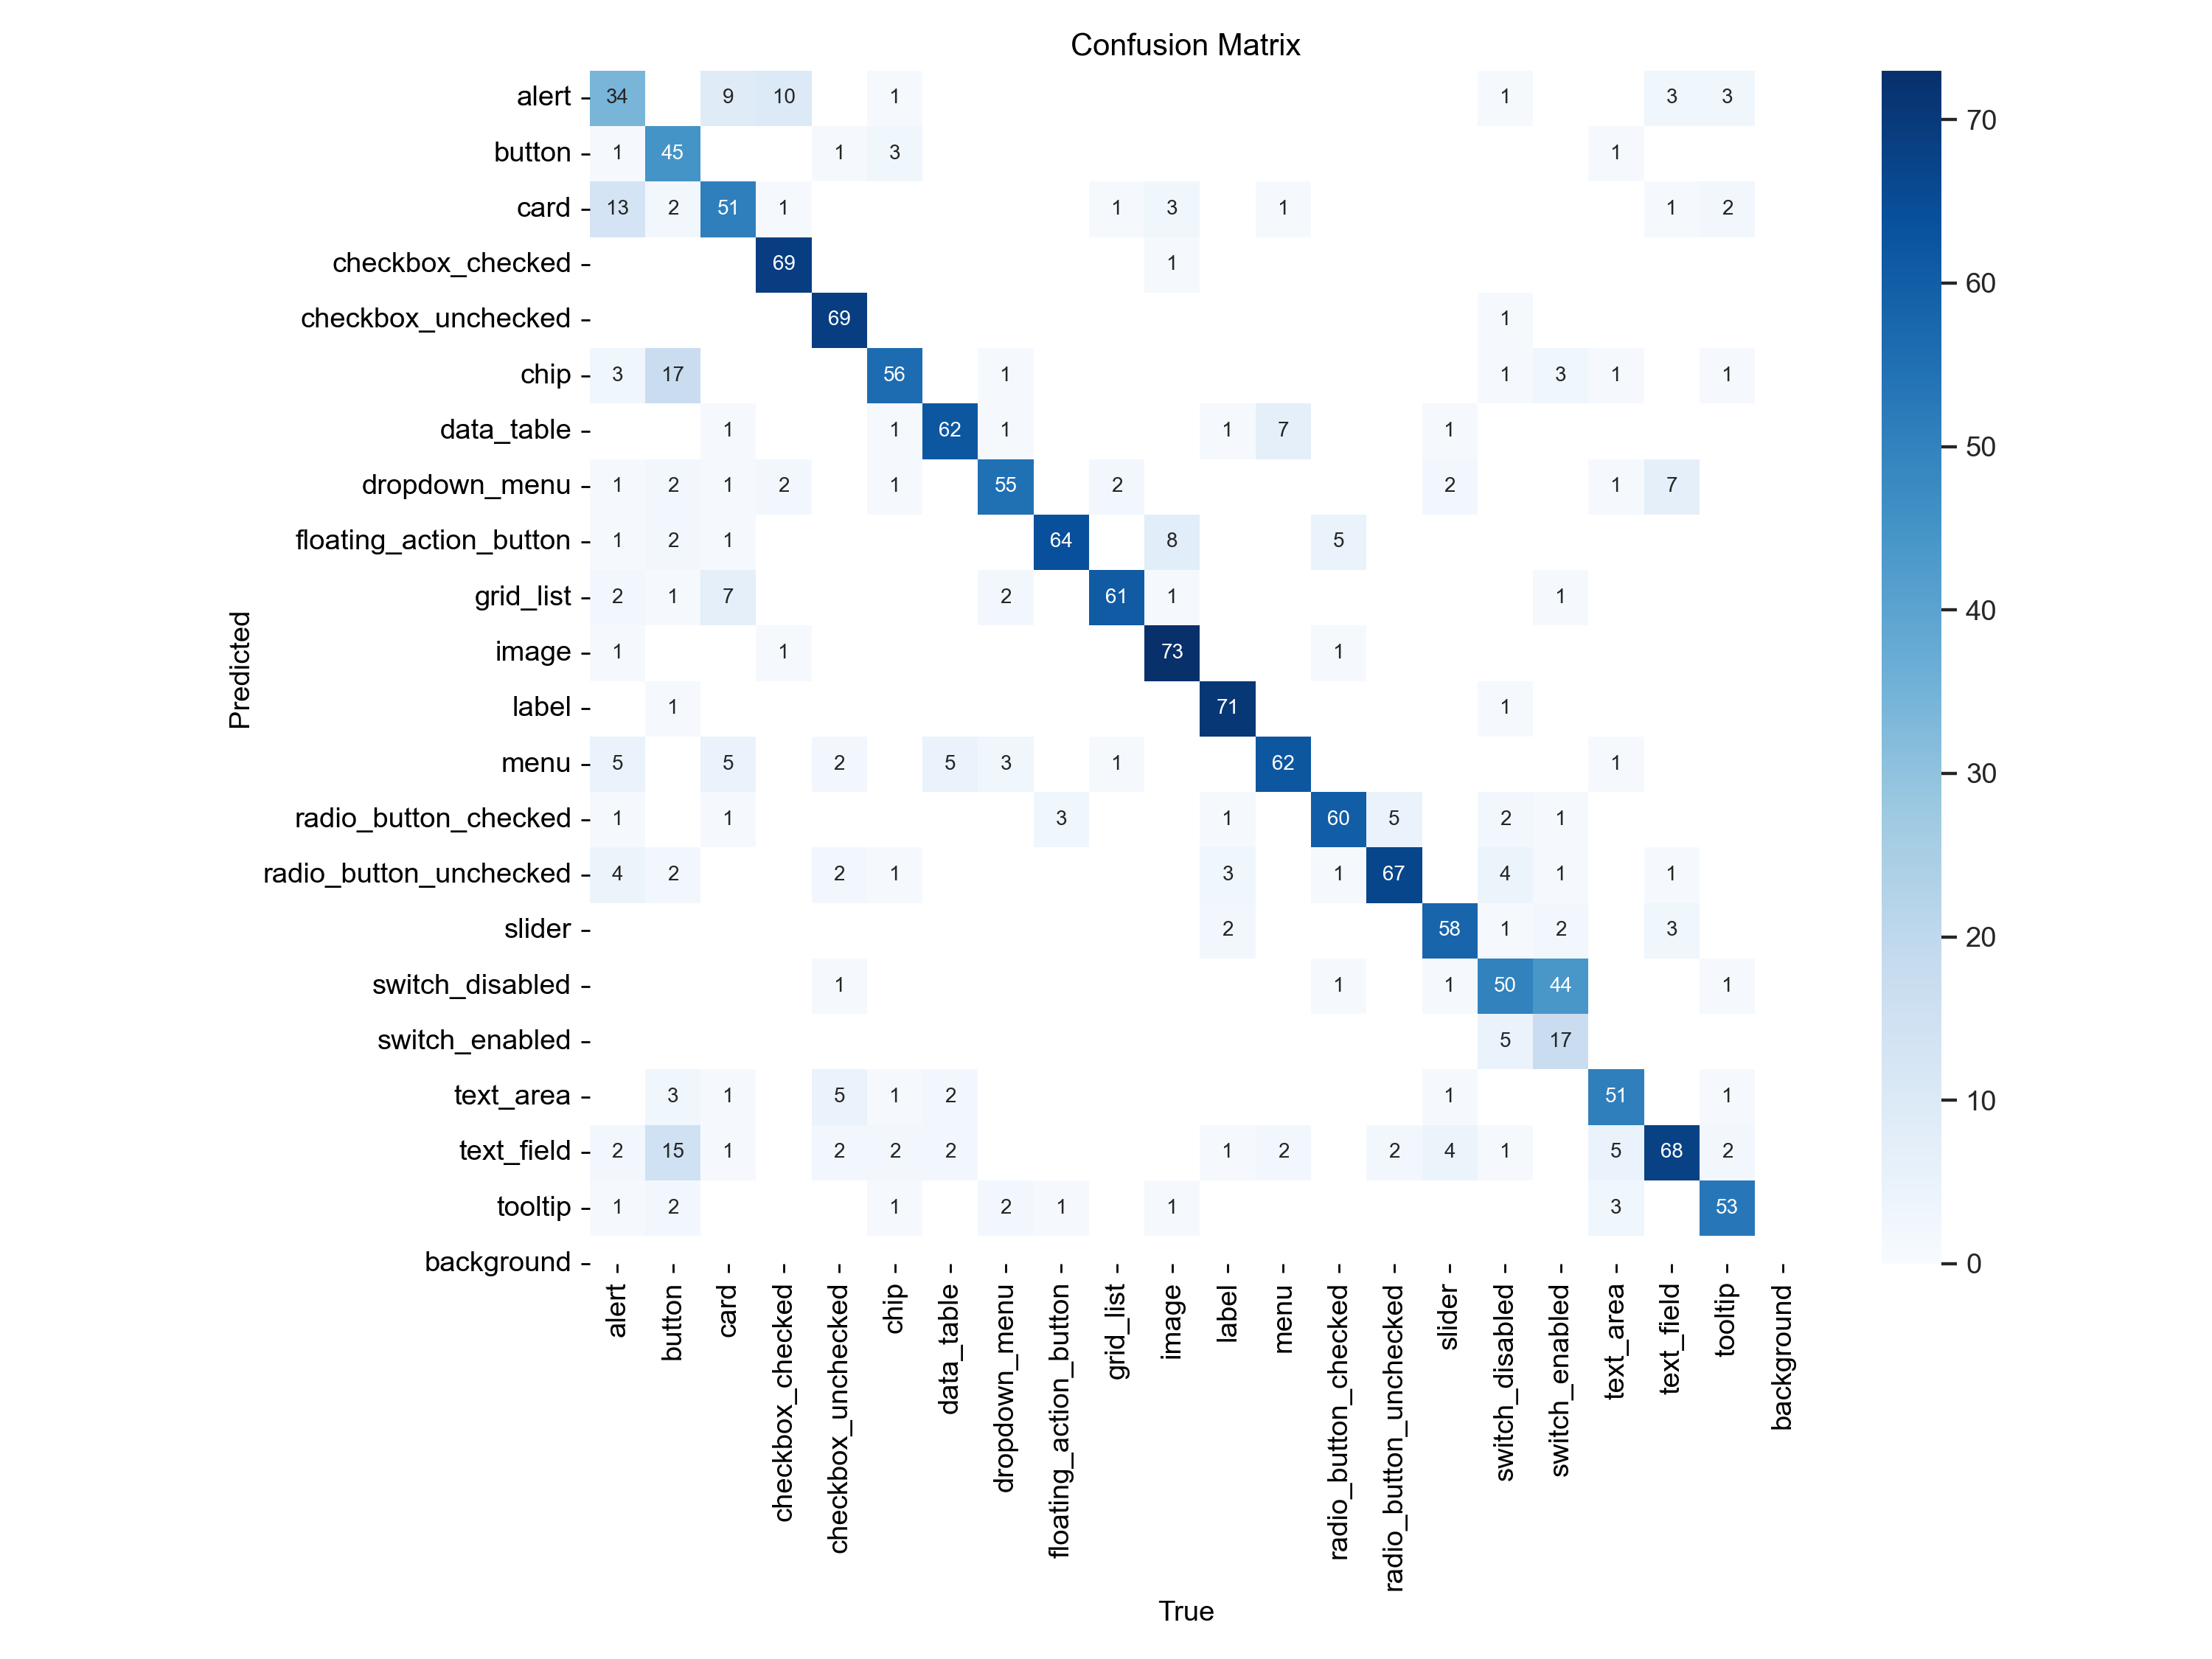 Confusion Matrix
alert 34 9 10 1 1 3 3
button 1 45 1 3 1
card 13 2 51 1 1 3 1 1 2
checkbox_checked 69 1
checkbox_unchecked 69 1
chip 3 17 56 1 1 3 1 1
data_table 1 1 62 1 1 7 1
dropdown_menu 1 2 1 2 1 55 2 2 1 7
floating_action_button 1 2 1 64 8 5
grid_list 2 1 7 2 61 1 1
image 1 1 73 1
label 1 71 1
menu 5 5 2 5 3 1 62 1
radio_button_checked 1 1 3 1 60 5 2 1
radio_button_unchecked 4 2 2 1 3 1 67 4 1 1
slider 2 58 1 2 3
switch_disabled 1 1 1 50 44 1
switch_enabled 5 17
text_area 3 1 5 1 2 1 51 1
text_field 2 15 1 2 2 2 1 2 2 4 1 5 68 2
tooltip 1 2 1 2 1 1 3 53
background
Predicted
alert
button
card
checkbox_checked
checkbox_unchecked
chip
data_table
dropdown_menu
floating_action_button
grid_list
image
label
menu
radio_button_checked
radio_button_unchecked
slider
switch_disabled
switch_enabled
text_area
text_field
tooltip
background
True
70
60
50
40
30
20
10
0